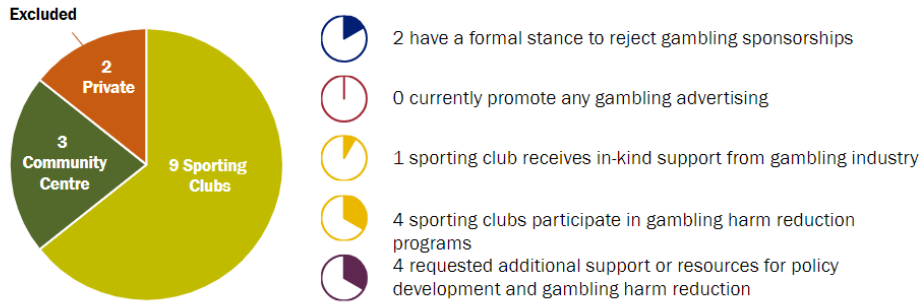 Excluded
2
Private
3
Community
Centre
9 Sporting
Clubs
2 have a formal stance to reject gambling sponsorships
0 currently promote any gambling advertising
1 sporting club receives in-kind support from gambling industry
4 sporting clubs participate in gambling harm reduction
programs
4 requested additional support or resources for policy
development and gambling harm reduction